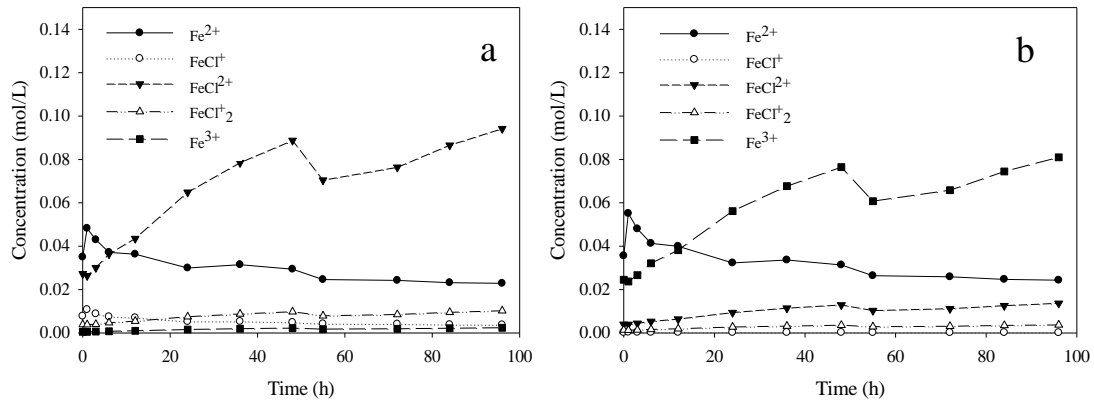 a
Fe²⁺
FeCl⁺
FeCl²⁺
FeCl⁺₂
Fe³⁺
Concentration (mol/L)
0.14
0.12
0.10
0.08
0.06
0.04
0.02
0.00
0 20 40 60 80 100
Time (h)
b
Fe²⁺
FeCl⁺
FeCl²⁺
FeCl⁺₂
Fe³⁺
Concentration (mol/L)
0.14
0.12
0.10
0.08
0.06
0.04
0.02
0.00
0 20 40 60 80 100
Time (h)